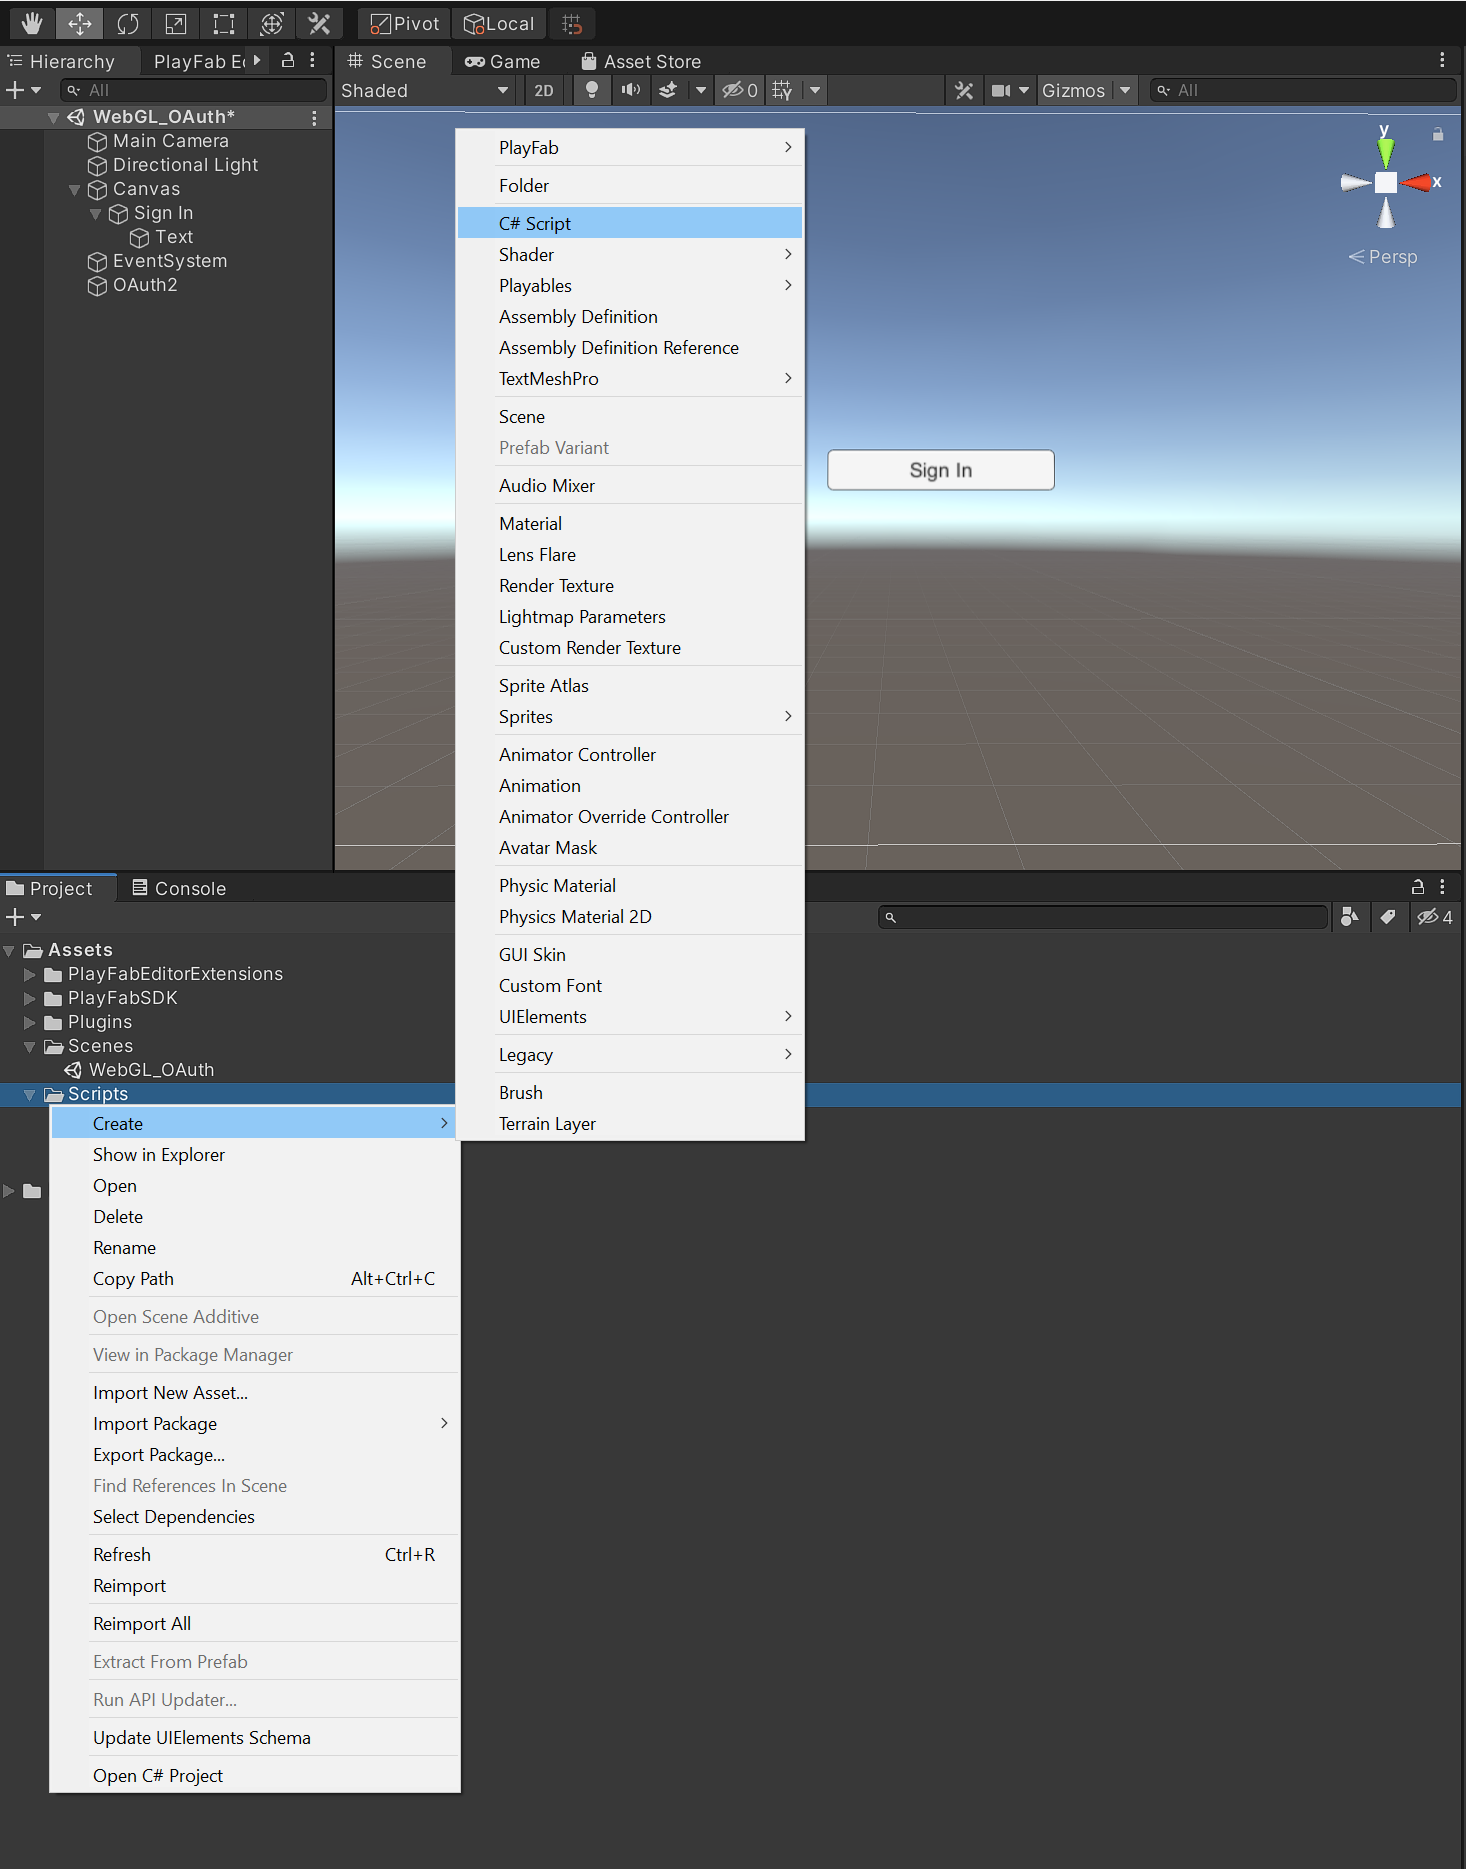 Pivot Local
Hierarchy PlayFab Ec
Scene Game Asset Store
All
Shaded 2D 0 Gizmos All
WebGL_OAuth*
Main Camera
Directional Light
Canvas
Sign In
Text
EventSystem
OAuth2
y
x
Persp
Sign In
PlayFab
Folder
C# Script
Shader
Playables
Assembly Definition
Assembly Definition Reference
TextMeshPro
Scene
Prefab Variant
Audio Mixer
Material
Lens Flare
Render Texture
Lightmap Parameters
Custom Render Texture
Sprite Atlas
Sprites
Animator Controller
Animation
Animator Override Controller
Avatar Mask
Physic Material
Physics Material 2D
GUI Skin
Custom Font
UIElements
Legacy
Brush
Terrain Layer
Project Console
4
Assets
PlayFabEditorExtensions
PlayFabSDK
Plugins
Scenes
WebGL_OAuth
Scripts
Create
Show in Explorer
Open
Delete
Rename
Copy Path Alt+Ctrl+C
Open Scene Additive
View in Package Manager
Import New Asset...
Import Package
Export Package...
Find References In Scene
Select Dependencies
Refresh Ctrl+R
Reimport
Reimport All
Extract From Prefab
Run API Updater...
Update UIElements Schema
Open C# Project